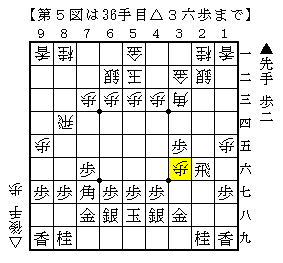 【第５図は36手目△３六歩まで】
９ ８ ７ ６ ５ ４ ３ ２ １
香 桂 金 桂 香 一
銀 玉 金 銀 二
歩 歩 歩 歩 角 三
飛 四
歩 歩 歩 五
歩 歩 飛 六
歩 歩 角 歩 歩 歩 歩 七
金 銀 玉 銀 金 八
香 桂 桂 香 九
▲先手 歩二
△後手 歩